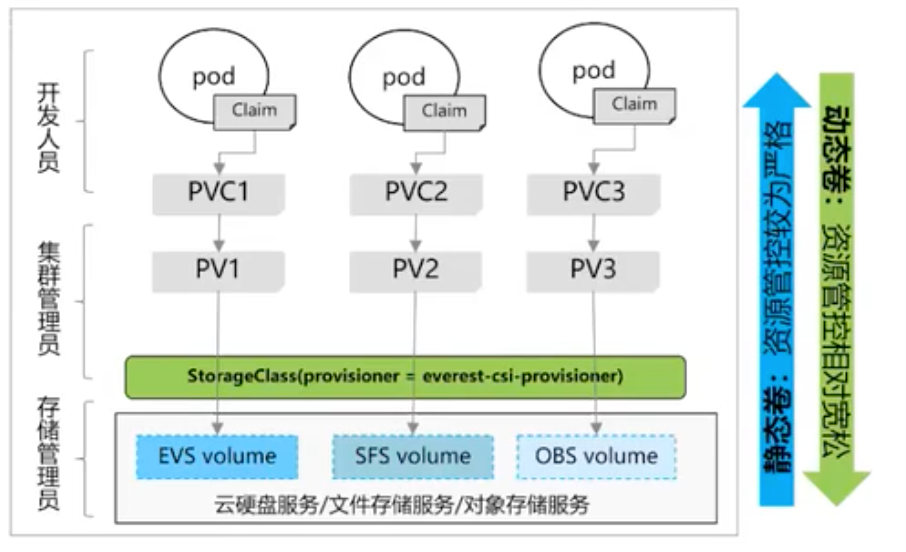 pod
Claim
pod
Claim
pod
Claim
开发人员
PVC1
PVC2
PVC3
集群管理员
PV1
PV2
PV3
StorageClass(provisioner = everest-csi-provisioner)
存储管理员
EVS volume
SFS volume
OBS volume
云硬盘服务/文件存储服务/对象存储服务
静态卷：资源管控较为严格
动态卷：资源管控相对宽松